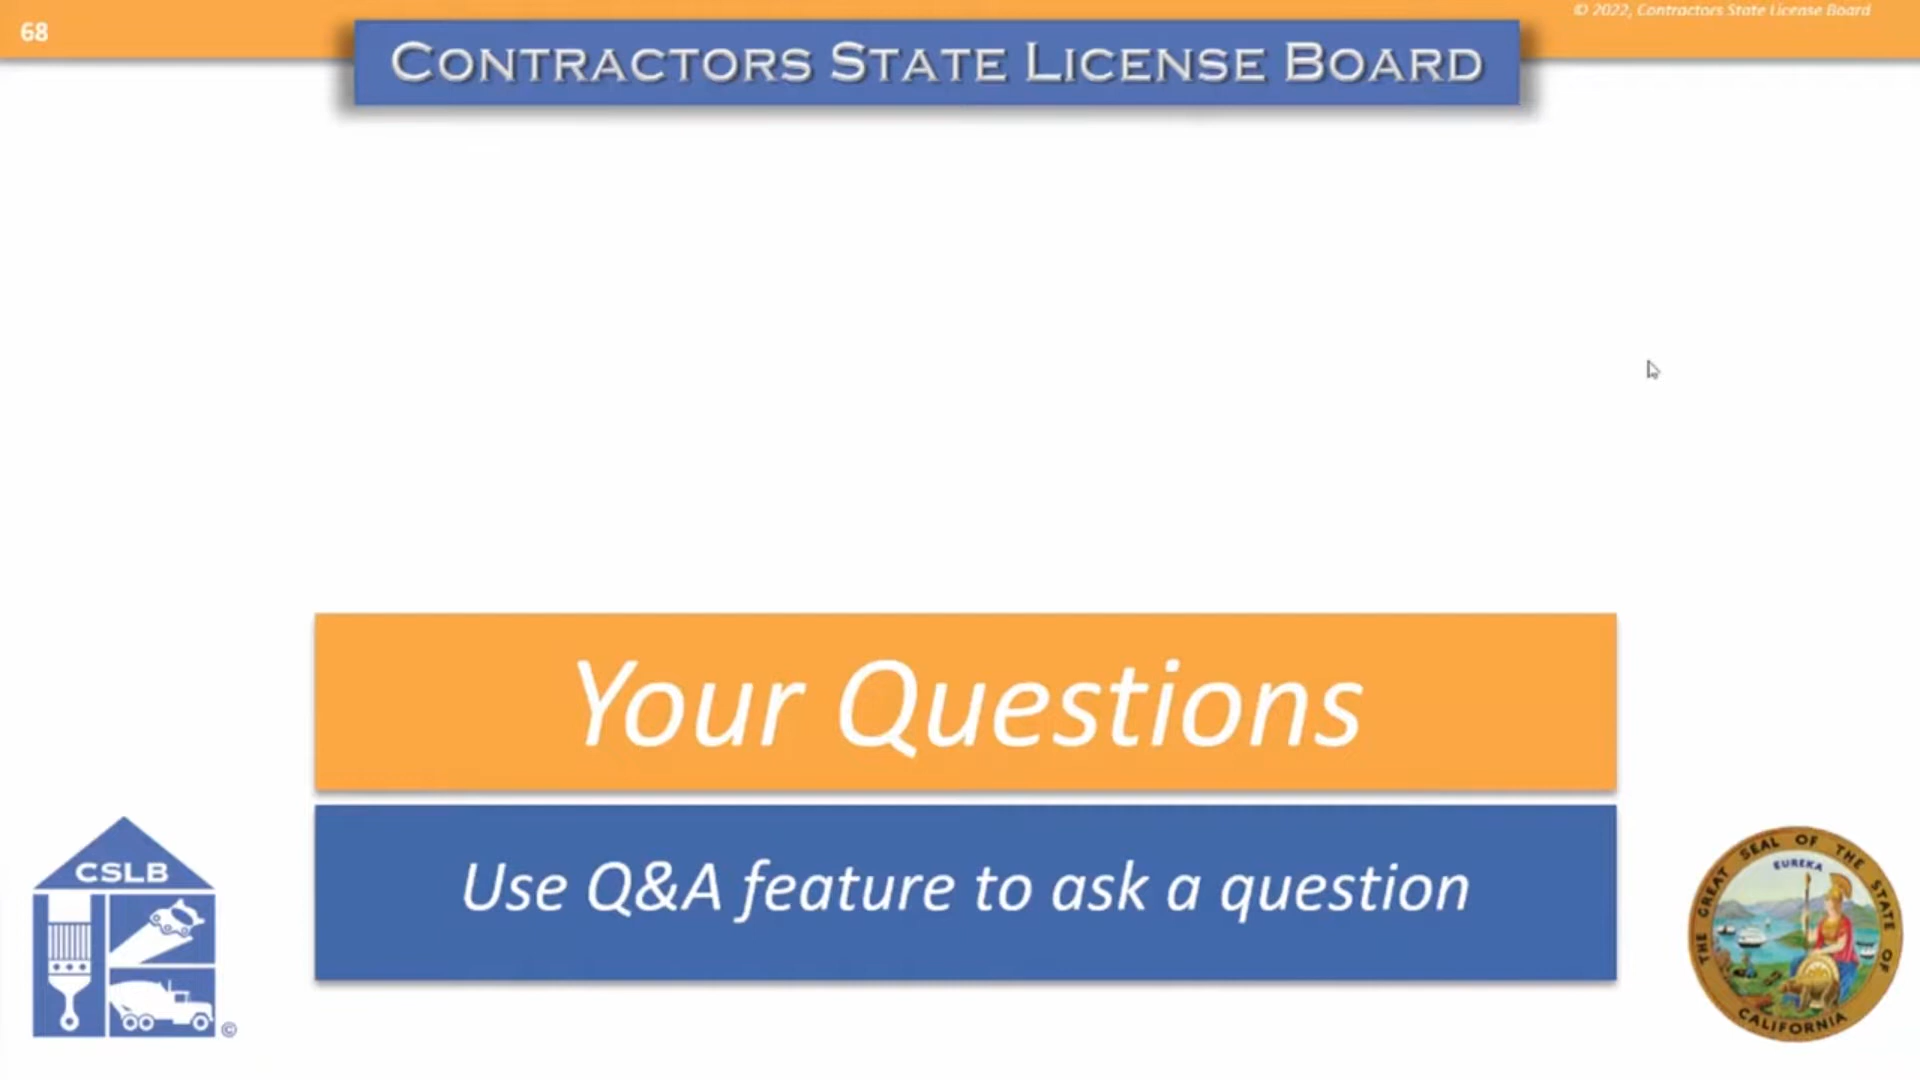 68
© 2022, Contractors State License Board
CONTRACTORS STATE LICENSE BOARD
Your Questions
Use Q&A feature to ask a question
CSLB
©
THE GREAT SEAL OF THE STATE OF CALIFORNIA
EUREKA